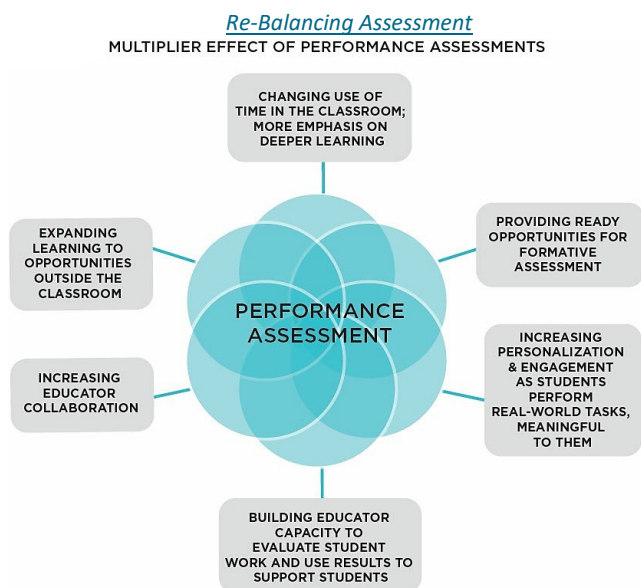 Re-Balancing Assessment
MULTIPLIER EFFECT OF PERFORMANCE ASSESSMENTS
CHANGING USE OF
TIME IN THE CLASSROOM;
MORE EMPHASIS ON
DEEPER LEARNING
EXPANDING
LEARNING TO
OPPORTUNITIES
OUTSIDE THE
CLASSROOM
PROVIDING READY
OPPORTUNITIES FOR
FORMATIVE
ASSESSMENT
PERFORMANCE
ASSESSMENT
INCREASING
EDUCATOR
COLLABORATION
INCREASING
PERSONALIZATION
& ENGAGEMENT
AS STUDENTS
PERFORM
REAL-WORLD TASKS,
MEANINGFUL
TO THEM
BUILDING EDUCATOR
CAPACITY TO
EVALUATE STUDENT
WORK AND USE RESULTS TO
SUPPORT STUDENTS